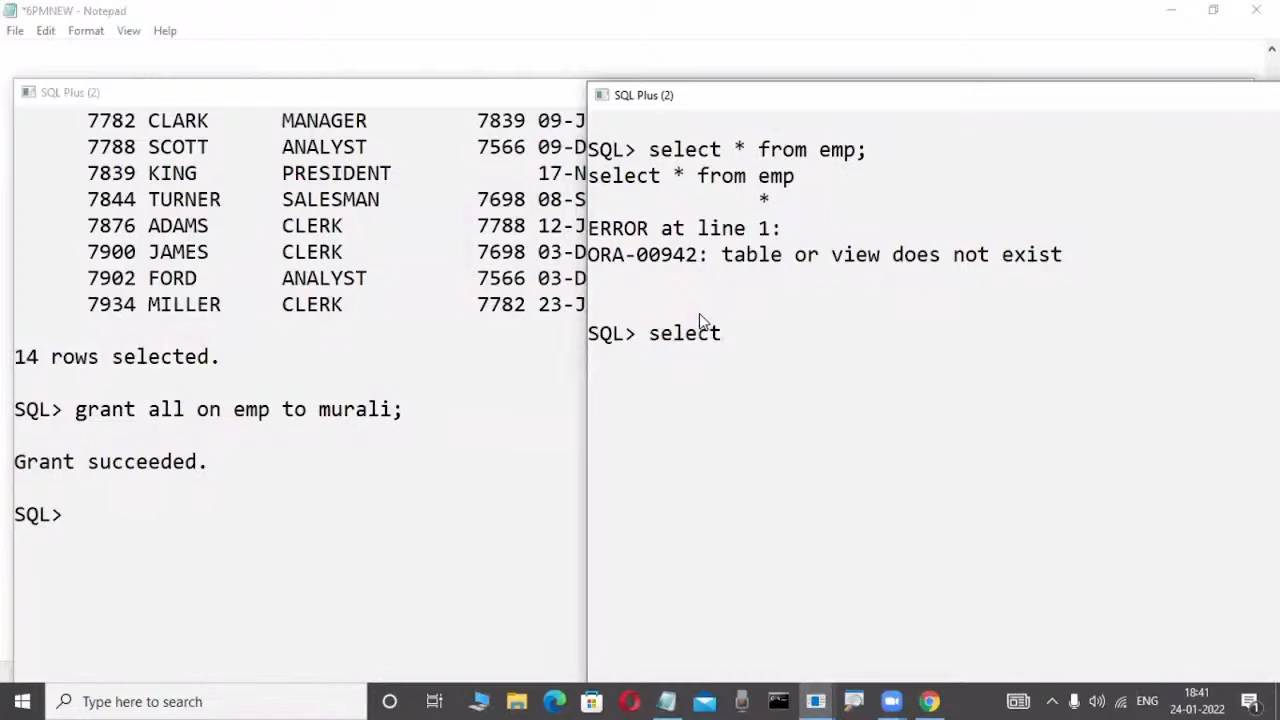 *6PMNEW - Notepad
File Edit Format View Help
SQL Plus (2)
7782 CLARK MANAGER 7839 09-J
7788 SCOTT ANALYST 7566 09-D
7839 KING PRESIDENT 17-N
7844 TURNER SALESMAN 7698 08-S
7876 ADAMS CLERK 7788 12-J
7900 JAMES CLERK 7698 03-D
7902 FORD ANALYST 7566 03-D
7934 MILLER CLERK 7782 23-J
14 rows selected.
SQL> grant all on emp to murali;
Grant succeeded.
SQL>
SQL Plus (2)
SQL> select * from emp;
select * from emp
*
ERROR at line 1:
ORA-00942: table or view does not exist
SQL> select
Type here to search
ENG
18:41
24-01-2022
1